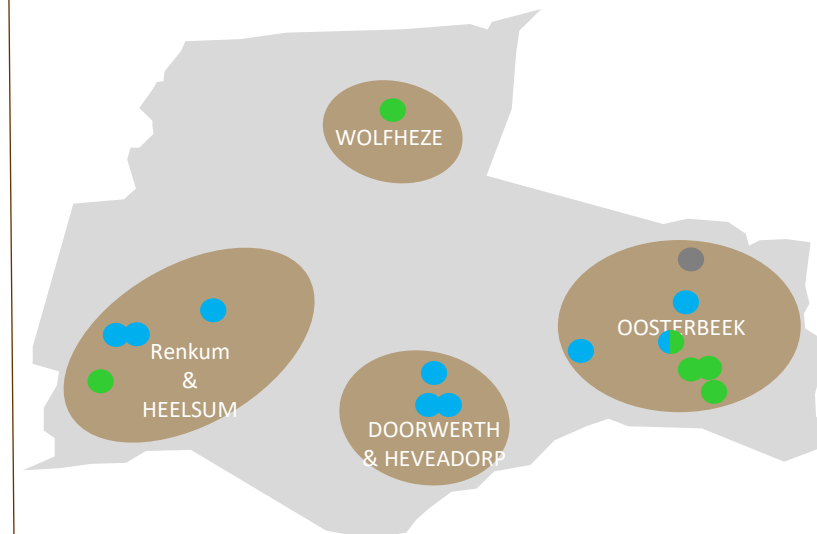 WOLFHEZE
OOSTERBEEK
Renkum
&
HEELSUM
DOORWERTH
& HEVEADORP